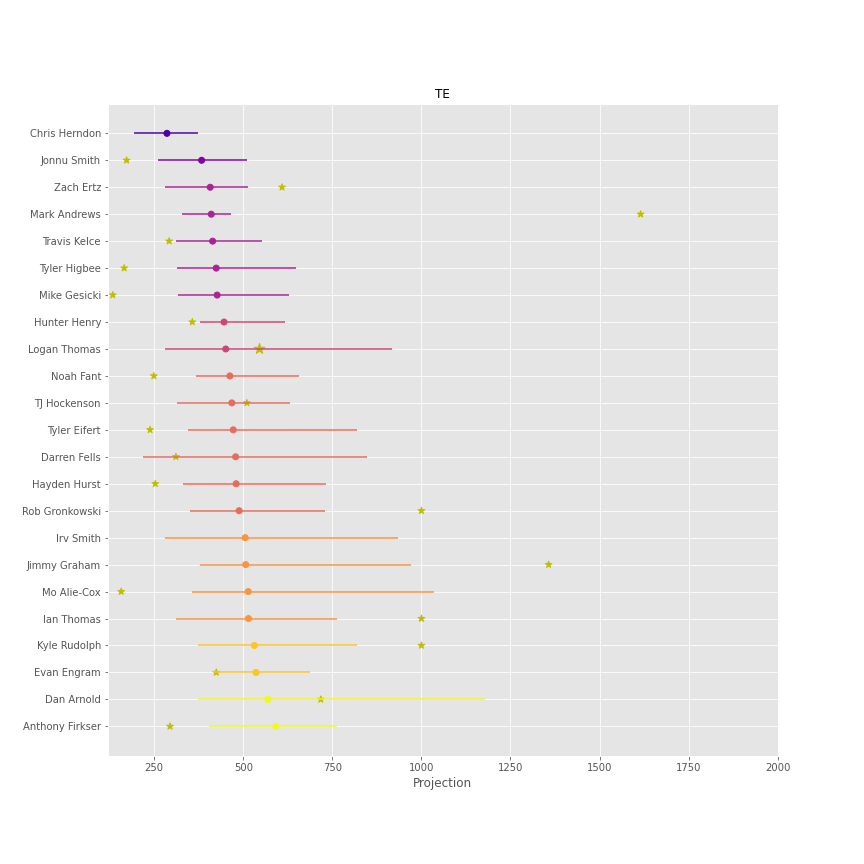 TE
Chris Herndon
Jonnu Smith
Zach Ertz
Mark Andrews
Travis Kelce
Tyler Higbee
Mike Gesicki
Hunter Henry
Logan Thomas
Noah Fant
TJ Hockenson
Tyler Eifert
Darren Fells
Hayden Hurst
Rob Gronkowski
Irv Smith
Jimmy Graham
Mo Alie-Cox
Ian Thomas
Kyle Rudolph
Evan Engram
Dan Arnold
Anthony Firkser
250 500 750 1000 1250 1500 1750 2000
Projection